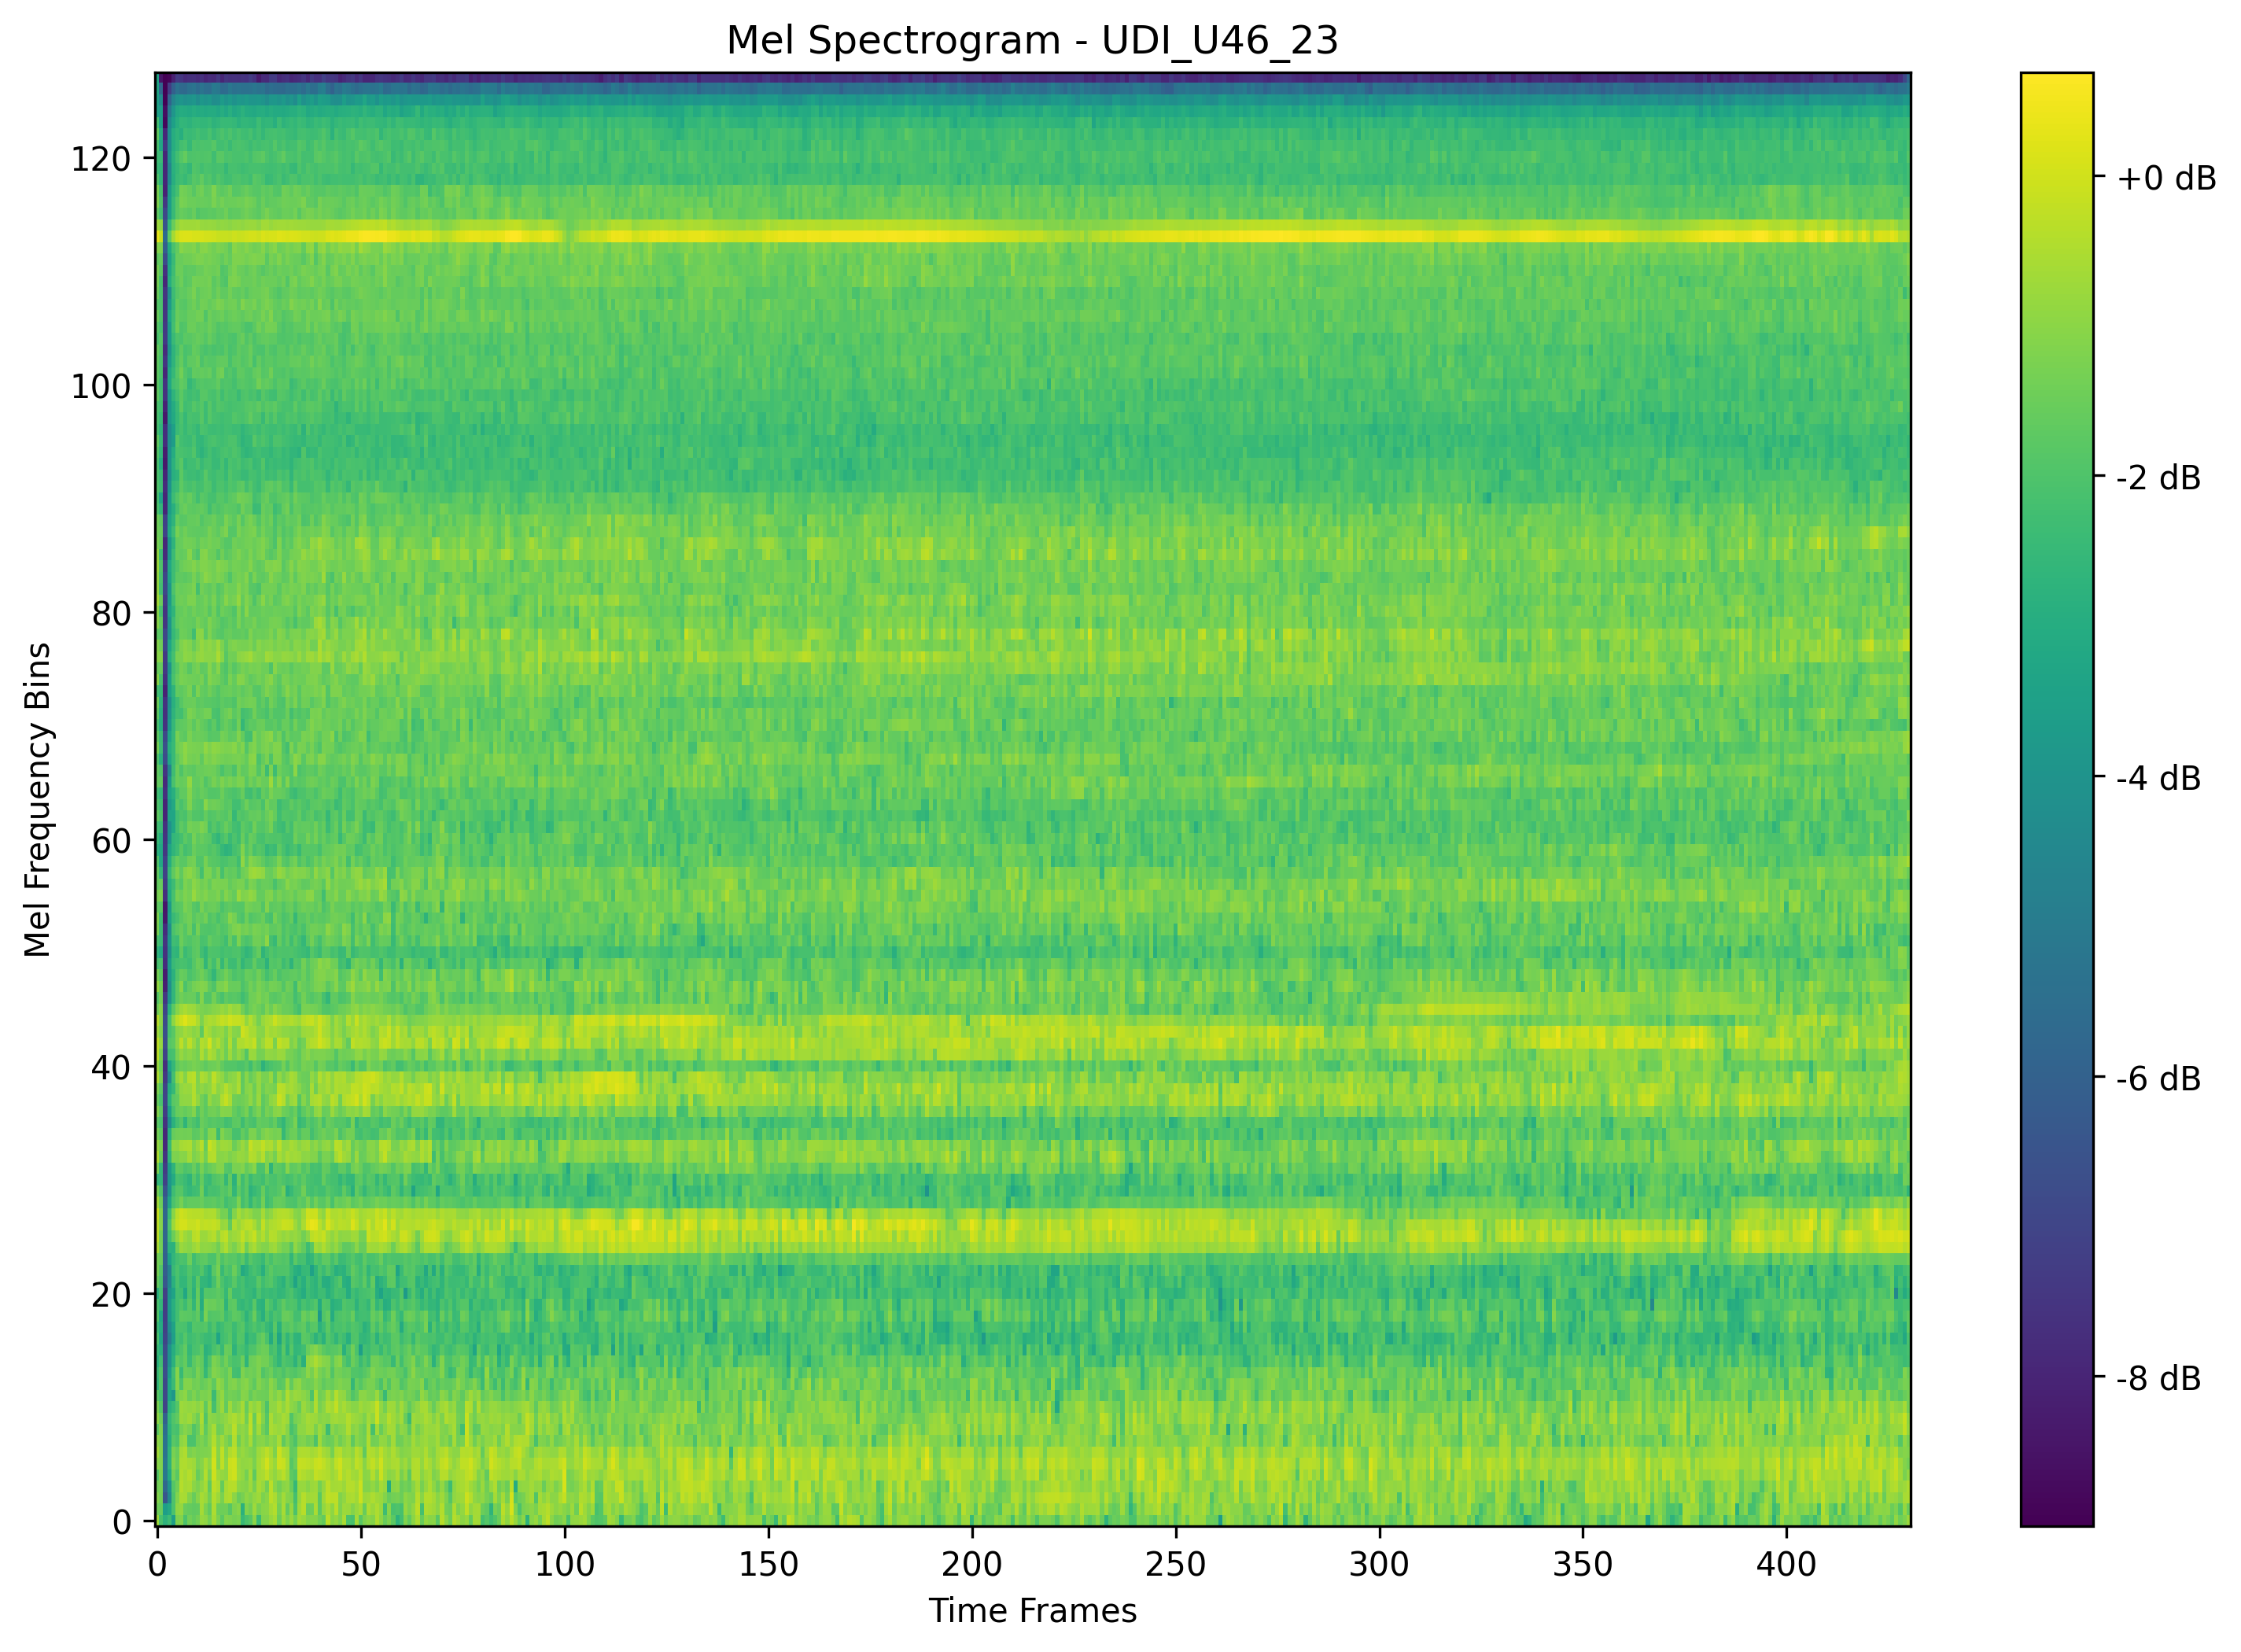 Mel Spectrogram - UDI_U46_23
Mel Frequency Bins
120
100
80
60
40
20
0
0 50 100 150 200 250 300 350 400
Time Frames
+0 dB
-2 dB
-4 dB
-6 dB
-8 dB